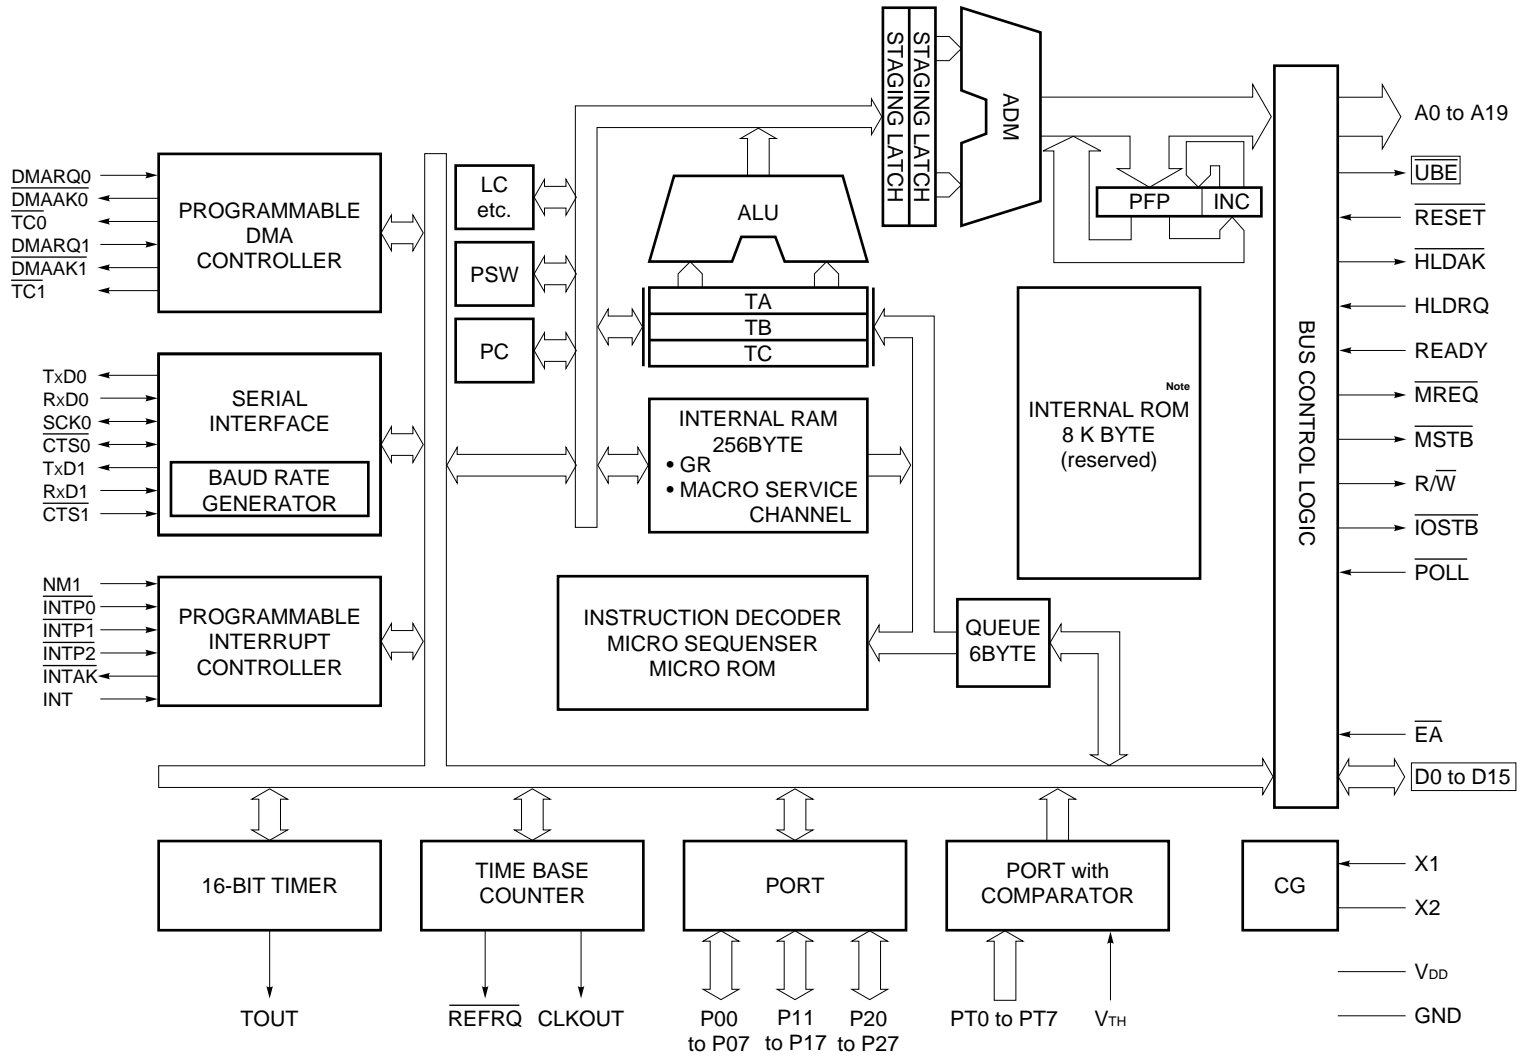 DMARQ0
DMAAK0
TC0
DMARQ1
DMAAK1
TC1
PROGRAMMABLE
DMA
CONTROLLER
TxD0
RxD0
SCK0
CTS0
TxD1
RxD1
CTS1
SERIAL
INTERFACE
BAUD RATE
GENERATOR
NM1
INTP0
INTP1
INTP2
INTAK
INT
PROGRAMMABLE
INTERRUPT
CONTROLLER
LC
etc.
PSW
PC
ALU
TA
TB
TC
INTERNAL RAM
256BYTE
• GR
• MACRO SERVICE
CHANNEL
INSTRUCTION DECODER
MICRO SEQUENSER
MICRO ROM
QUEUE
6BYTE
STAGING LATCH
STAGING LATCH
ADM
PFP
INC
Note
INTERNAL ROM
8 K BYTE
(reserved)
BUS CONTROL LOGIC
A0 to A19
UBE
RESET
HLDAK
HLDRQ
READY
MREQ
MSTB
R/W
IOSTB
POLL
EA
D0 to D15
16-BIT TIMER
TIME BASE
COUNTER
PORT
PORT with
COMPARATOR
CG
X1
X2
VDD
GND
TOUT
REFRQ
CLKOUT
P00
to P07
P11
to P17
P20
to P27
PT0 to PT7
VTH